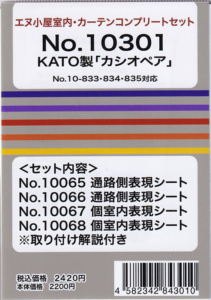 エヌ小屋室内・カーテンコンプリートセット
No.10301
KATO製「カシオペア」
No.10-833・834・835対応
＜セット内容＞
No.10065 通路側表現シート
No.10066 通路側表現シート
No.10067 個室内表現シート
No.10068 個室内表現シート
※取り付け解説付き
税込価格 2420円
本体価格 2200円
4 582342 843010